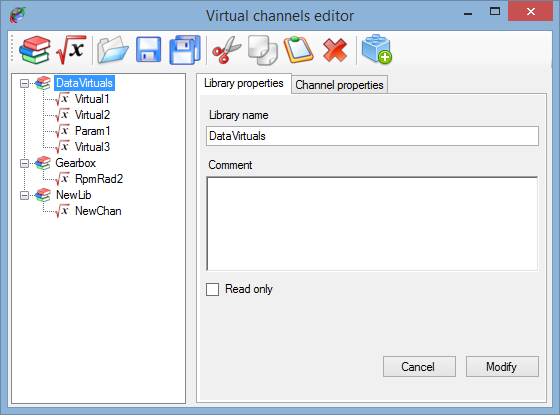 Virtual channels editor
DataVirtuals
Virtual1
Virtual2
Param1
Virtual3
Gearbox
RpmRad2
NewLib
NewChan
Library properties
Channel properties
Library name
DataVirtuals
Comment
Read only
Cancel
Modify